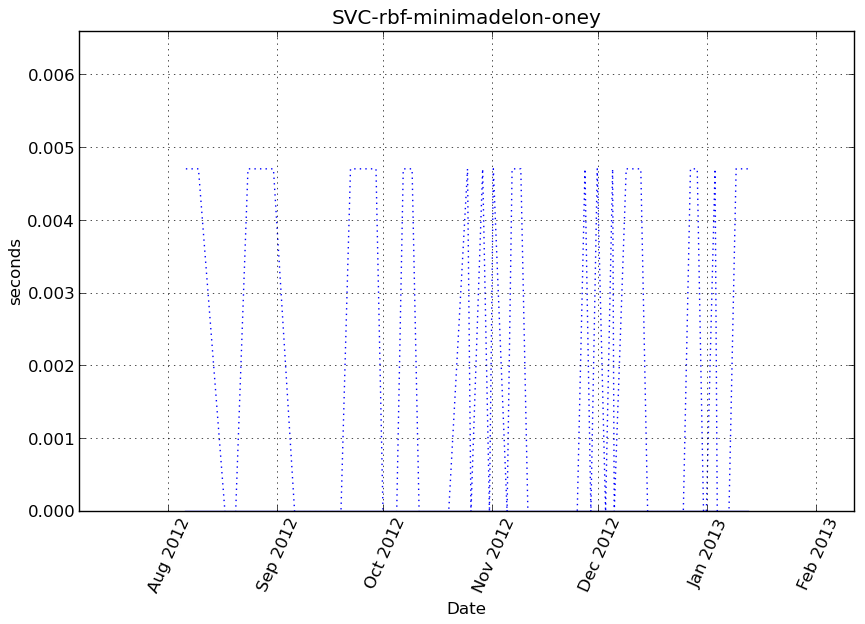 SVC-rbf-minimadelon-oney
0.006
0.005
0.004
0.003
0.002
0.001
0.000
seconds
Aug 2012
Sep 2012
Oct 2012
Nov 2012
Dec 2012
Jan 2013
Feb 2013
Date